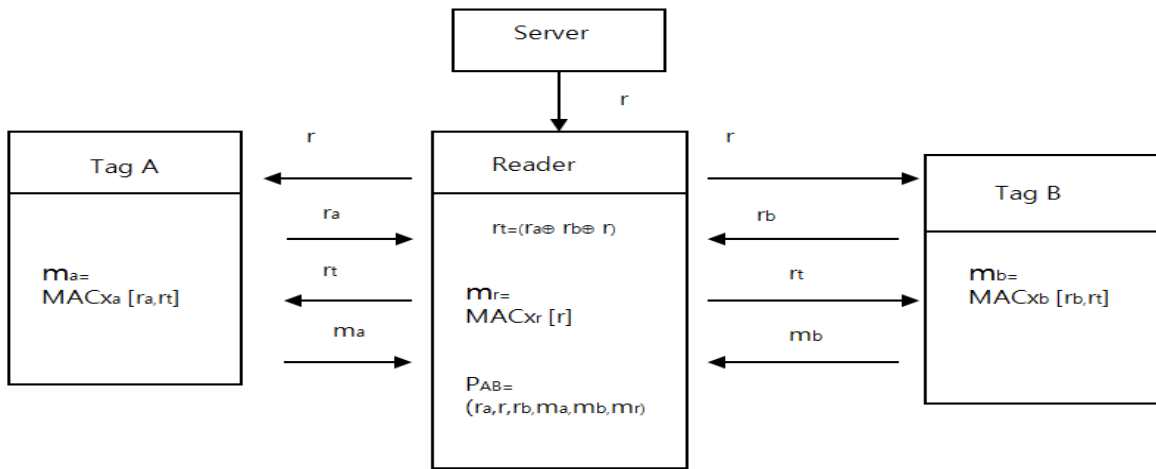 Server
r
r
r
Tag A
Reader
Tag B
ra
rt=(ra⊕ rb⊕ r)
rb
ma=
MACxa [ra,rt]
rt
mr=
MACxr [r]
rt
mb=
MACxb [rb,rt]
ma
mb
PAB=
(ra,r,rb,ma,mb,mr)